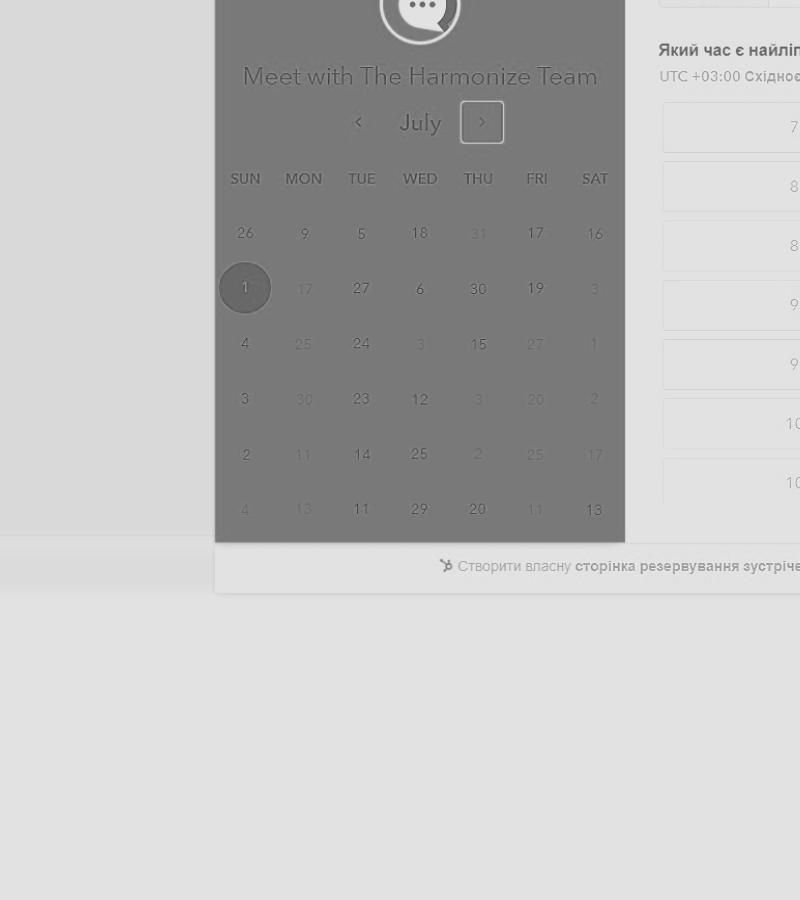 Meet with The Harmonize Team
July
SUN MON TUE WED THU FRI SAT
26 9 5 18 31 17 16
1 17 27 6 30 19 3
4 25 24 3 15 27 1
3 30 23 12 3 20 2
2 11 14 25 2 25 17
4 13 11 29 20 11 13
Який час є
UTC +03:00
7
8
8
9
9
10
10
Створити власну сторінка резервування